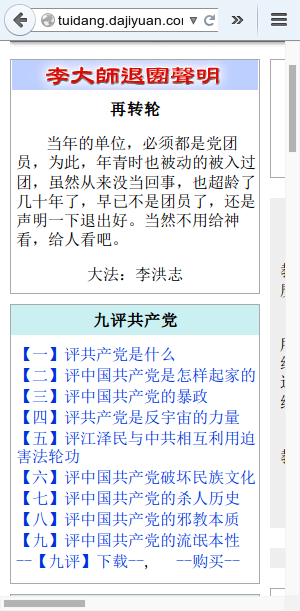 tuidang.dajiyuan.co
李大師退團聲明
再转轮
当年的单位，必须都是党团
员，为此，年青时也被动的被入过
团，虽然从来没当回事，也超龄了
几十年了，早已不是团员了，还是
声明一下退出好。当然不用给神
看，给人看吧。
大法：李洪志
九评共产党
【一】评共产党是什么
【二】评中国共产党是怎样起家的
【三】评中国共产党的暴政
【四】评共产党是反宇宙的力量
【五】评江泽民与中共相互利用迫
害法轮功
【六】评中国共产党破坏民族文化
【七】评中国共产党的杀人历史
【八】评中国共产党的邪教本质
【九】评中国共产党的流氓本性
--【九评】下载--， --购买--